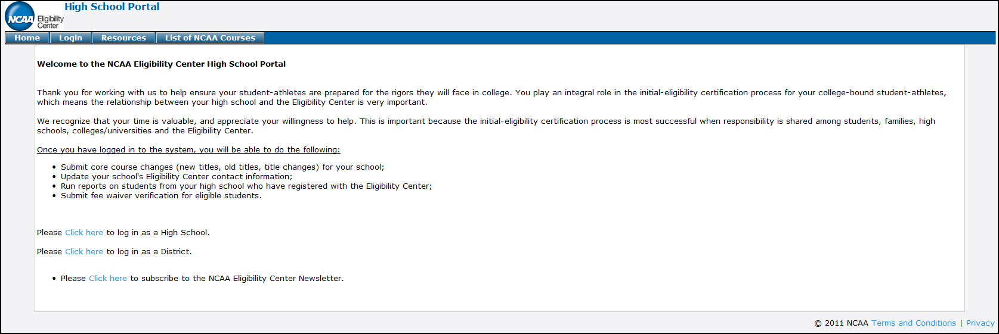 High School Portal
NCAA Eligibility
Center
Home Login Resources List of NCAA Courses
Welcome to the NCAA Eligibility Center High School Portal
Thank you for working with us to help ensure your student-athletes are prepared for the rigors they will face in college. You play an integral role in the initial-eligibility certification process for your college-bound student-athletes,
which means the relationship between your high school and the Eligibility Center is very important.
We recognize that your time is valuable, and appreciate your willingness to help. This is important because the initial-eligibility certification process is most successful when responsibility is shared among students, families, high
schools, colleges/universities and the Eligibility Center.
Once you have logged in to the system, you will be able to do the following:
• Submit core course changes (new titles, old titles, title changes) for your school;
• Update your school's Eligibility Center contact information;
• Run reports on students from your high school who have registered with the Eligibility Center;
• Submit fee waiver verification for eligible students.
Please Click here to log in as a High School.
Please Click here to log in as a District.
• Please Click here to subscribe to the NCAA Eligibility Center Newsletter.
© 2011 NCAA Terms and Conditions | Privacy